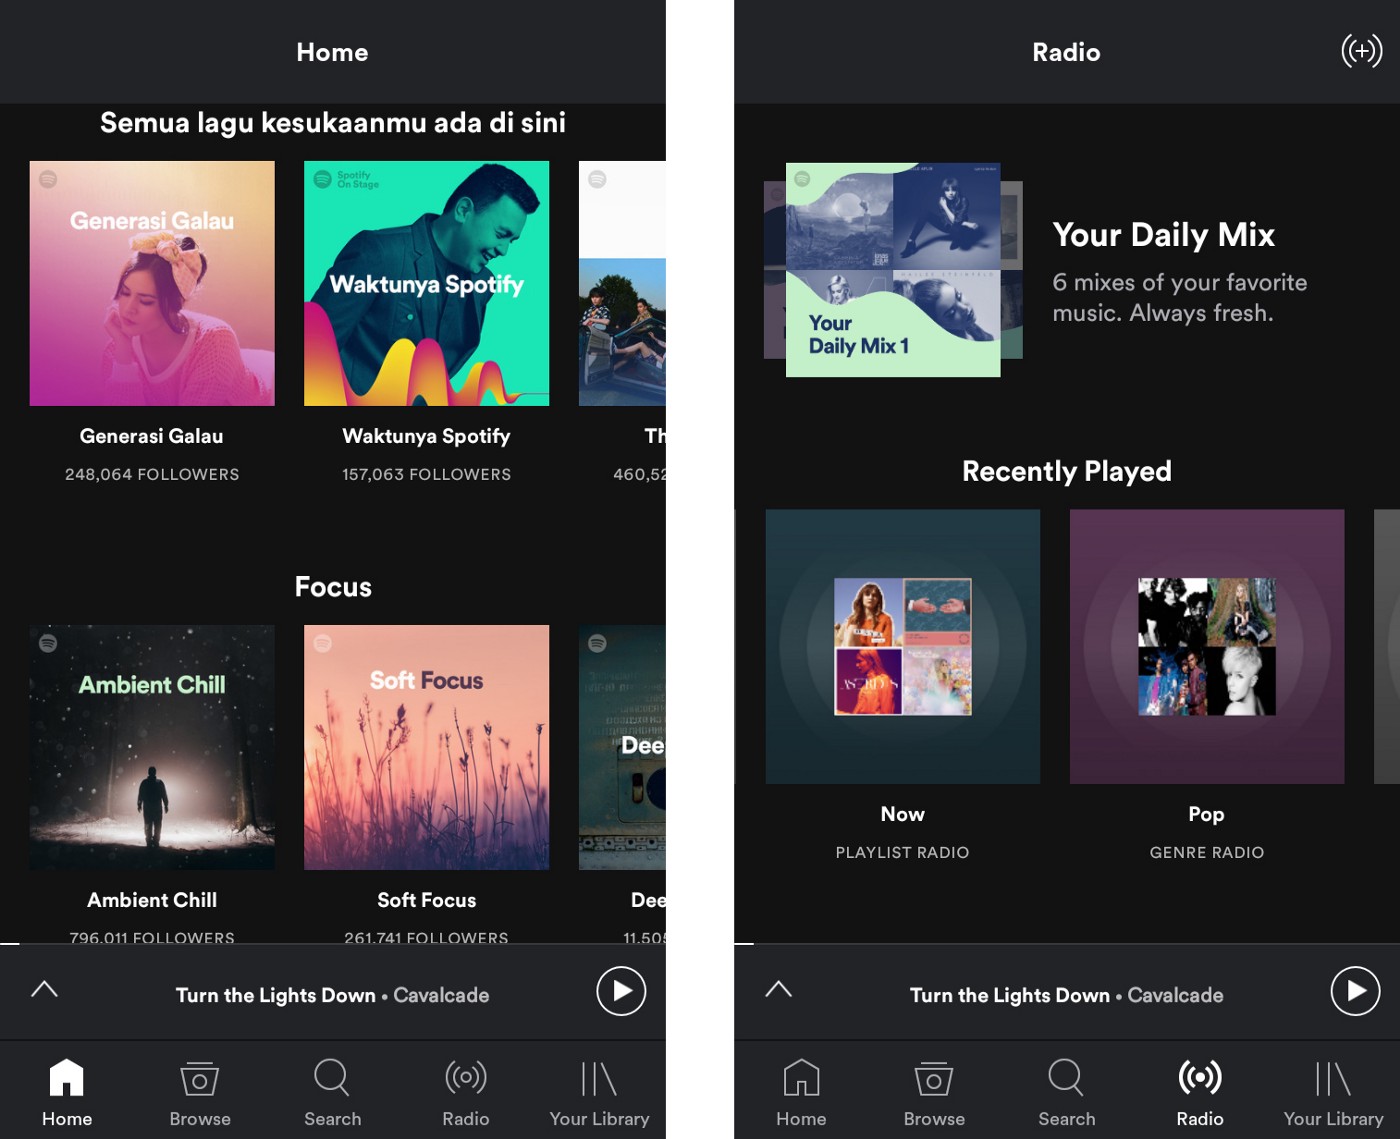 Home
Semua lagu kesukaanmu ada di sini
Generasi Galau
Spotify
On Stage
Waktunya Spotify
Generasi Galau
Waktunya Spotify
Th
248,064 FOLLOWERS
157,063 FOLLOWERS
460,52
Focus
Ambient Chill
Soft Focus
Dee
Ambient Chill
Soft Focus
Dee
796,011 FOLLOWERS
261,741 FOLLOWERS
11,505
Turn the Lights Down • Cavalcade
Home
Browse
Search
Radio
Your Library
Radio
Your
Daily Mix 1
Your Daily Mix
6 mixes of your favorite
music. Always fresh.
Recently Played
Now
Pop
PLAYLIST RADIO
GENRE RADIO
Turn the Lights Down • Cavalcade
Home
Browse
Search
Radio
Your Library